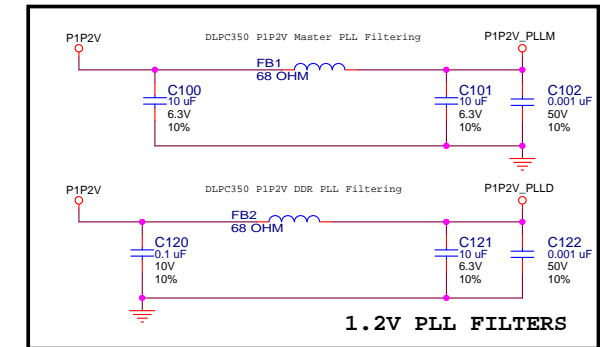 DLPC350 P1P2V Master PLL Filtering
P1P2V
P1P2V_PLLM
FB1
68 OHM
C100
10 uF
6.3V
10%
C101
10 uF
6.3V
10%
C102
0.001 uF
50V
10%
DLPC350 P1P2V DDR PLL Filtering
P1P2V
P1P2V_PLLD
FB2
68 OHM
C120
0.1 uF
10V
10%
C121
10 uF
6.3V
10%
C122
0.001 uF
50V
10%
1.2V PLL FILTERS